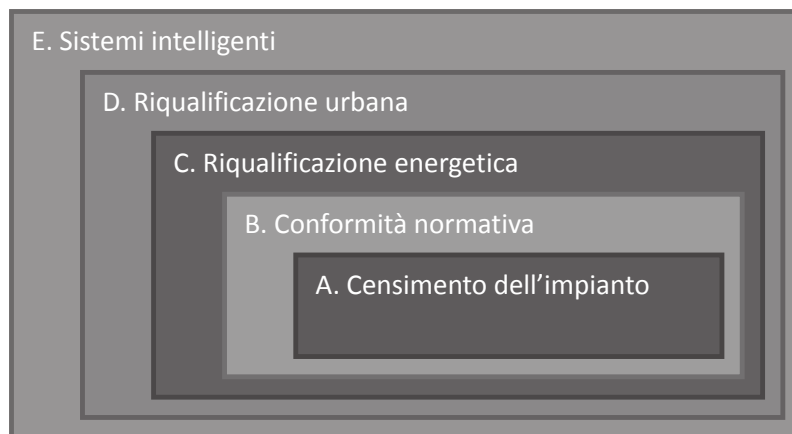 E. Sistemi intelligenti
D. Riqualificazione urbana
C. Riqualificazione energetica
B. Conformità normativa
A. Censimento dell’impianto